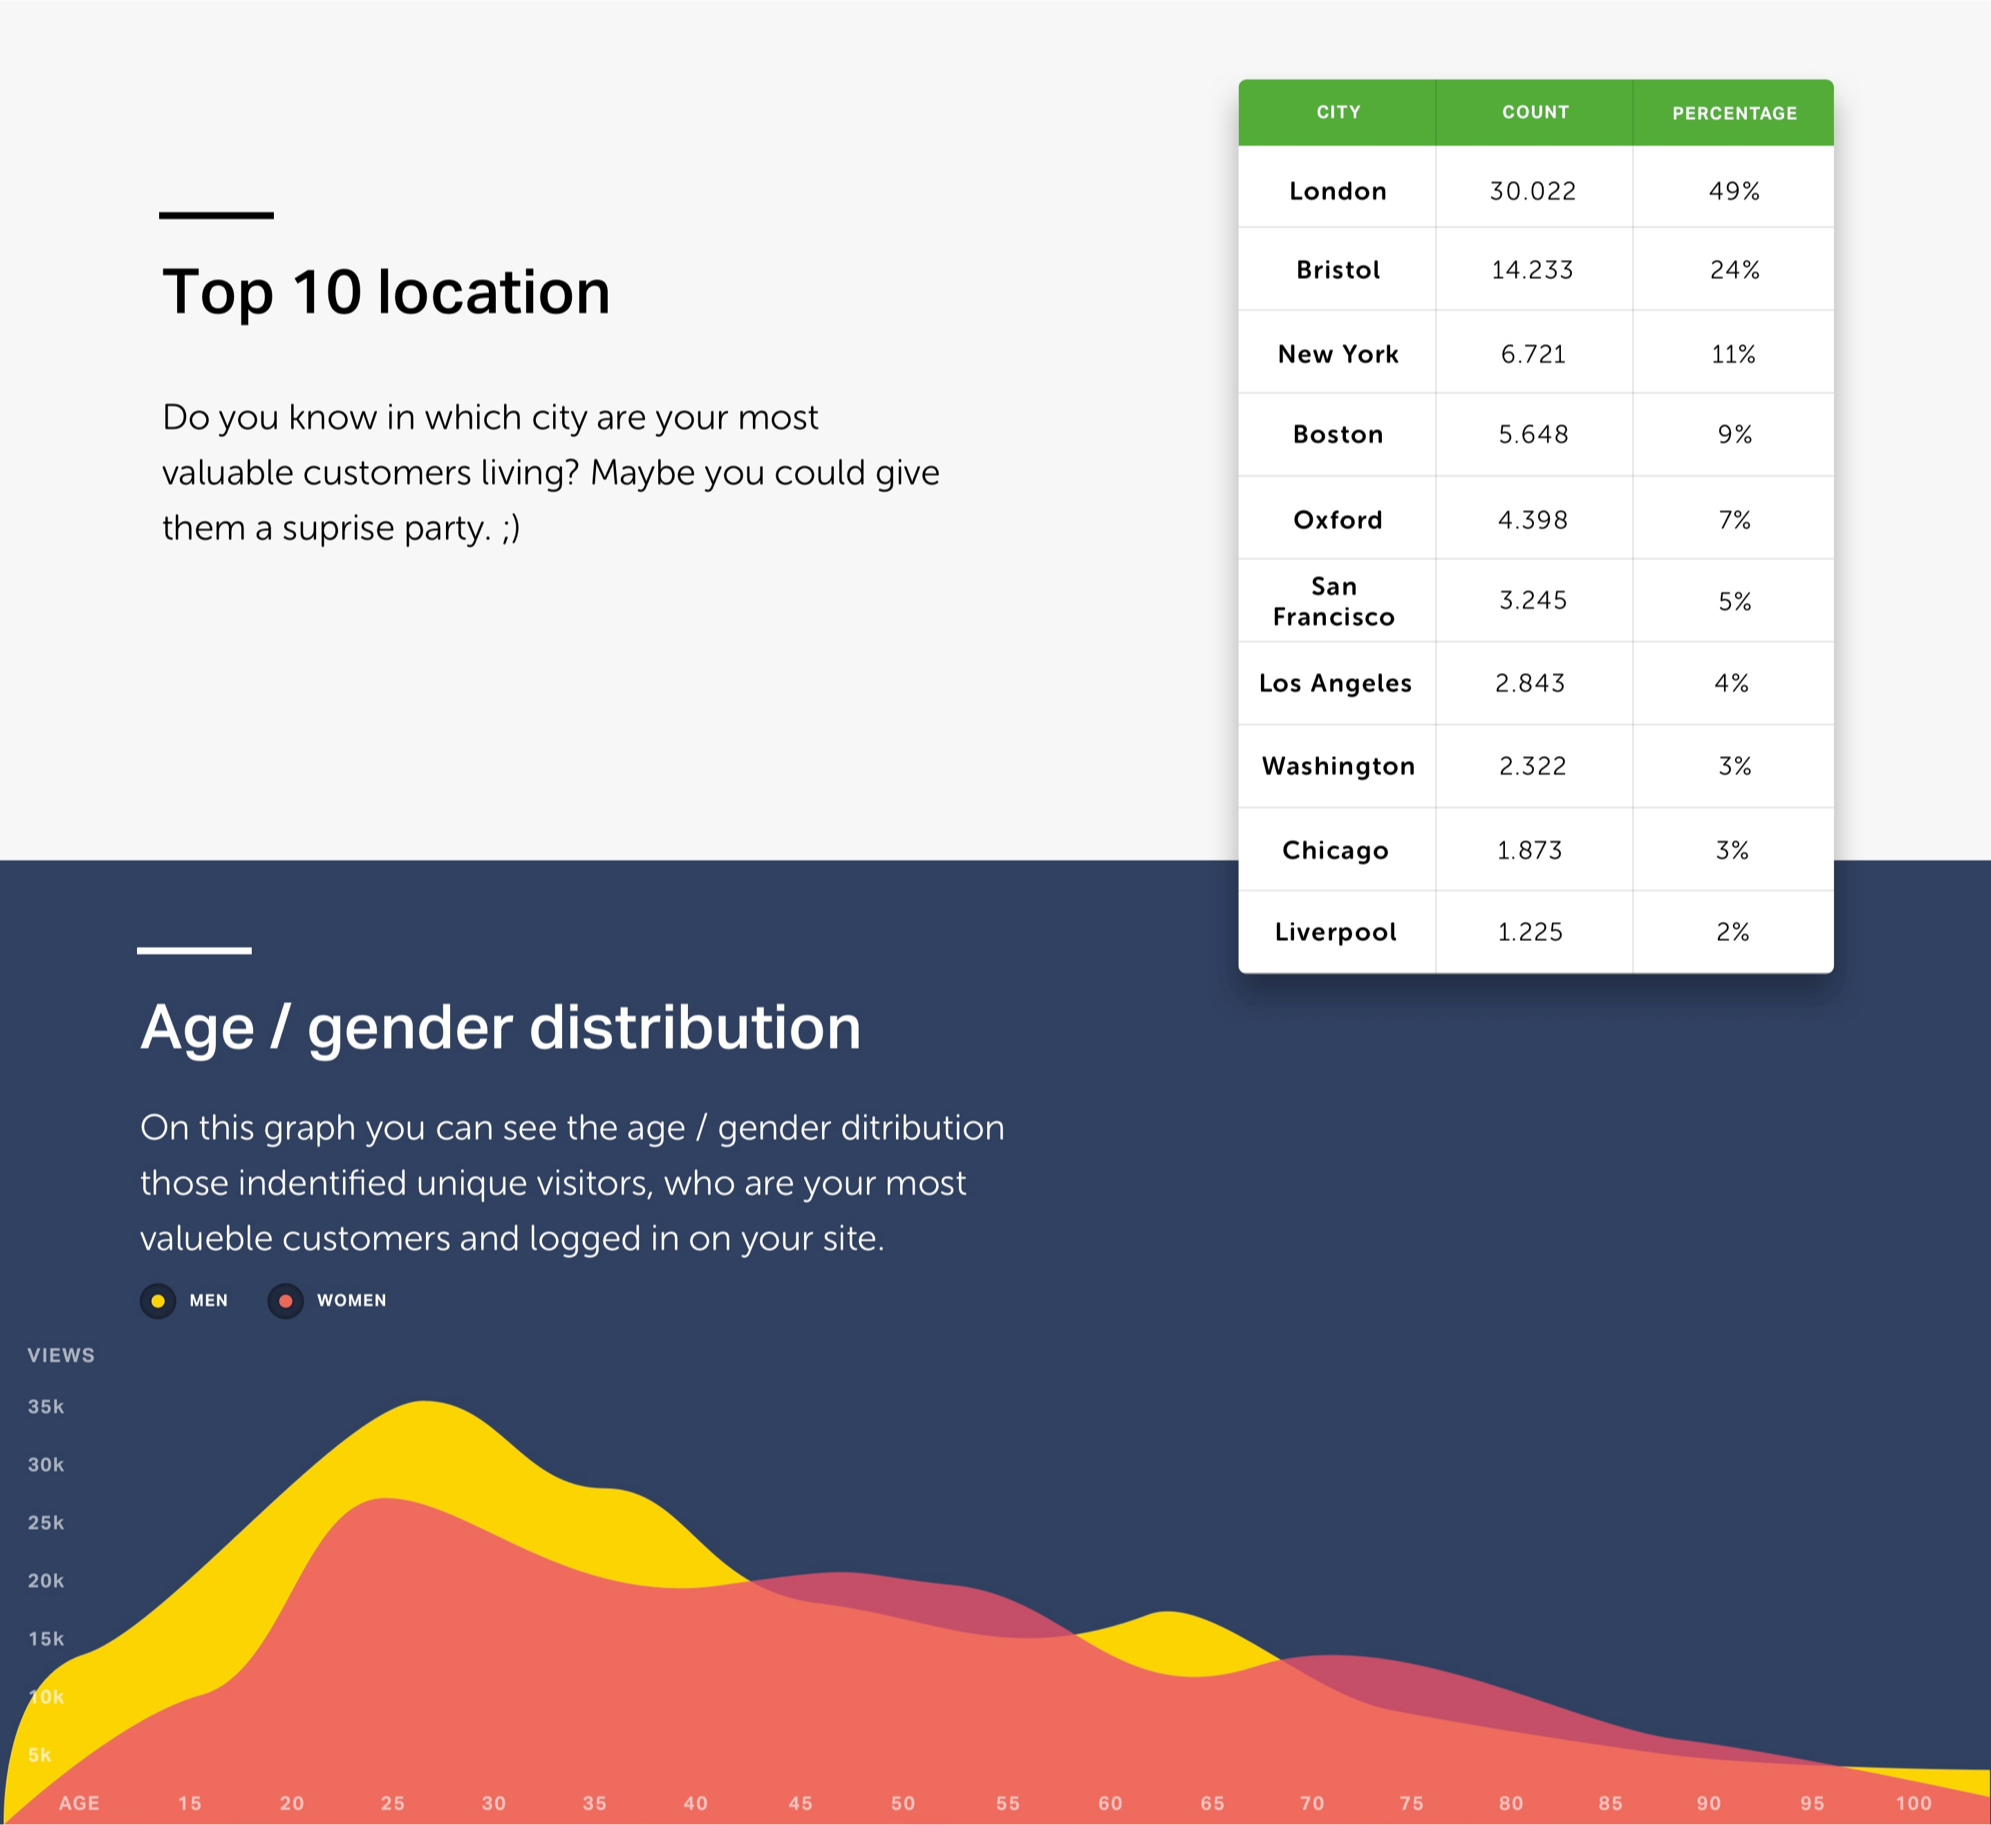 Top 10 location
Do you know in which city are your most
valuable customers living? Maybe you could give
them a suprise party. ;)
CITY COUNT PERCENTAGE
London 30.022 49%
Bristol 14.233 24%
New York 6.721 11%
Boston 5.648 9%
Oxford 4.398 7%
San
Francisco 3.245 5%
Los Angeles 2.843 4%
Washington 2.322 3%
Chicago 1.873 3%
Liverpool 1.225 2%
Age / gender distribution
On this graph you can see the age / gender ditribution
those indentified unique visitors, who are your most
valueble customers and logged in on your site.
MEN WOMEN
VIEWS
35k
30k
25k
20k
15k
10k
5k
AGE 15 20 25 30 35 40 45 50 55 60 65 70 75 80 85 90 95 100